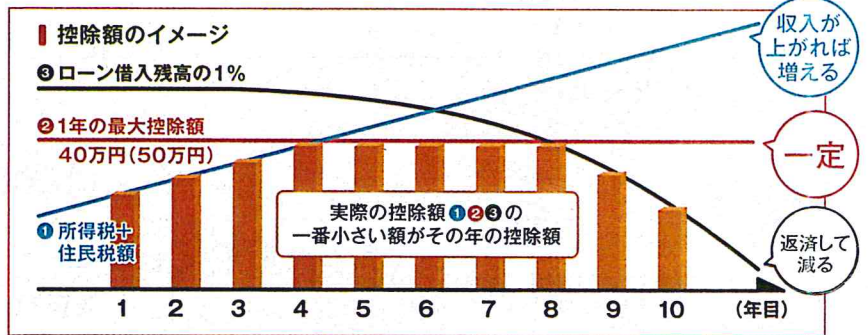 控除額のイメージ
❸ローン借入残高の1%
❷1年の最大控除額
40万円(50万円)
❶所得税+
住民税額
実際の控除額❶❷❸の
一番小さい額がその年の控除額
収入が
上がれば
増える
一定
返済して
減る
1 2 3 4 5 6 7 8 9 10 (年目)